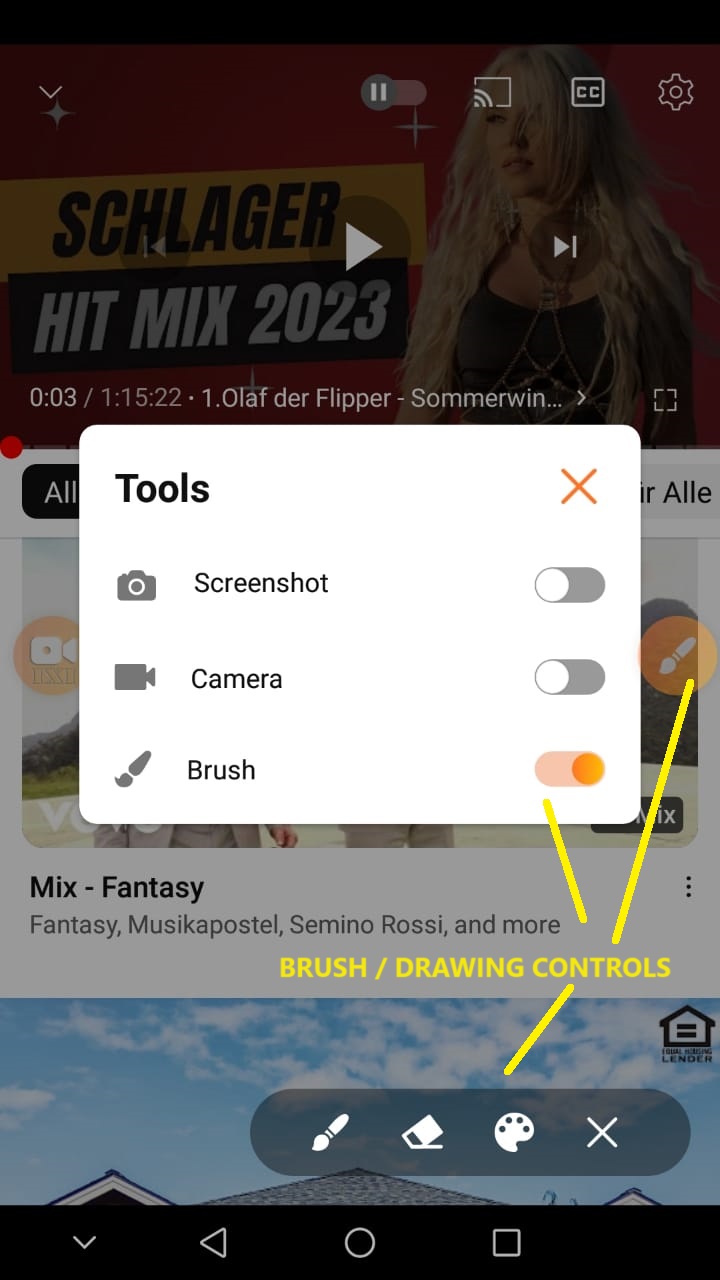 CC
SCHLAGER
HIT MIX 2023
0:03 / 1:15:22 • 1.Olaf der Flipper - Sommerwin... >
Tools
All
ir Alle
Screenshot
Camera
Brush
Mix
Mix - Fantasy
Fantasy, Musikapostel, Semino Rossi, and more
BRUSH / DRAWING CONTROLS
EQUAL HOUSING
LENDER